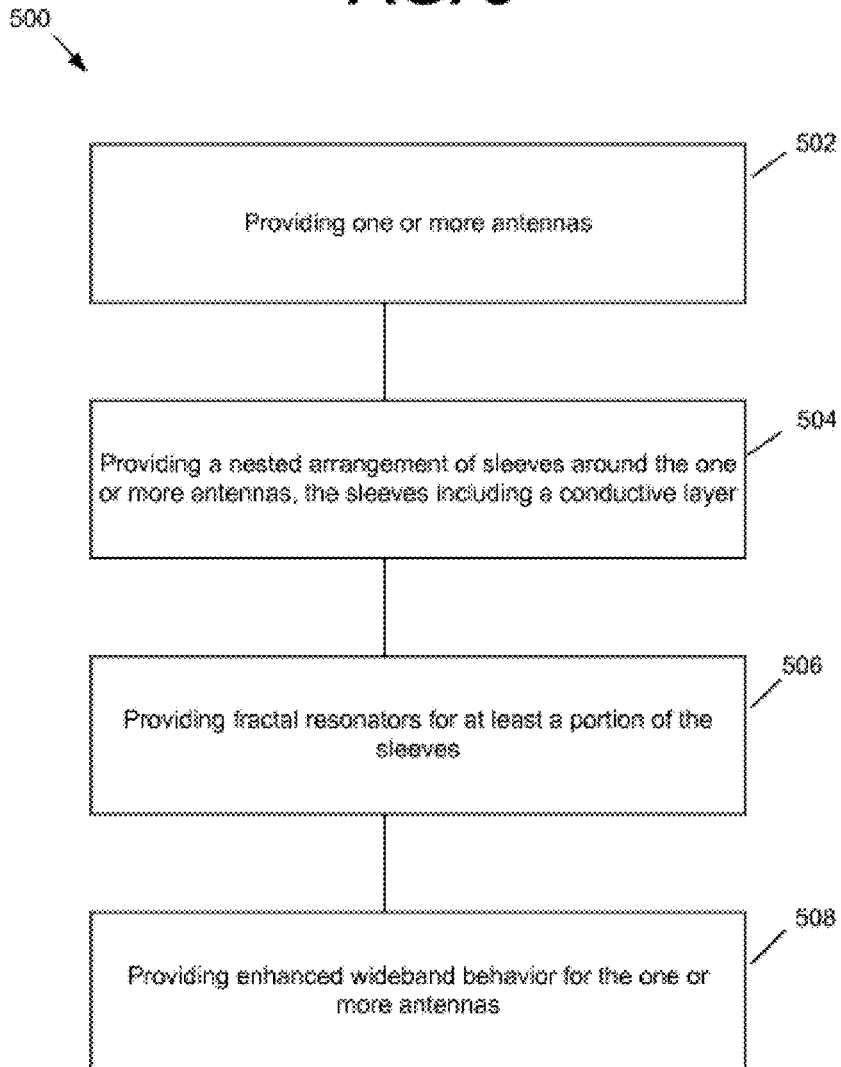 500
502
Providing one or more antennas
504
Providing a nested arrangement of sleeves around the one
or more antennas, the sleeves including a conductive layer
506
Providing fractal resonators for at least a portion of the
sleeves
508
Providing enhanced wideband behavior for the one or
more antennas